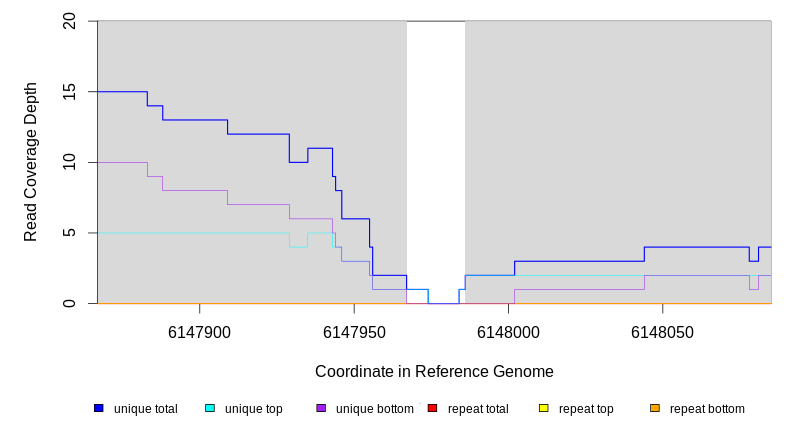 20
15
10
5
0
Read Coverage Depth
6147900 6147950 6148000 6148050
Coordinate in Reference Genome
unique total unique top unique bottom repeat total repeat top repeat bottom